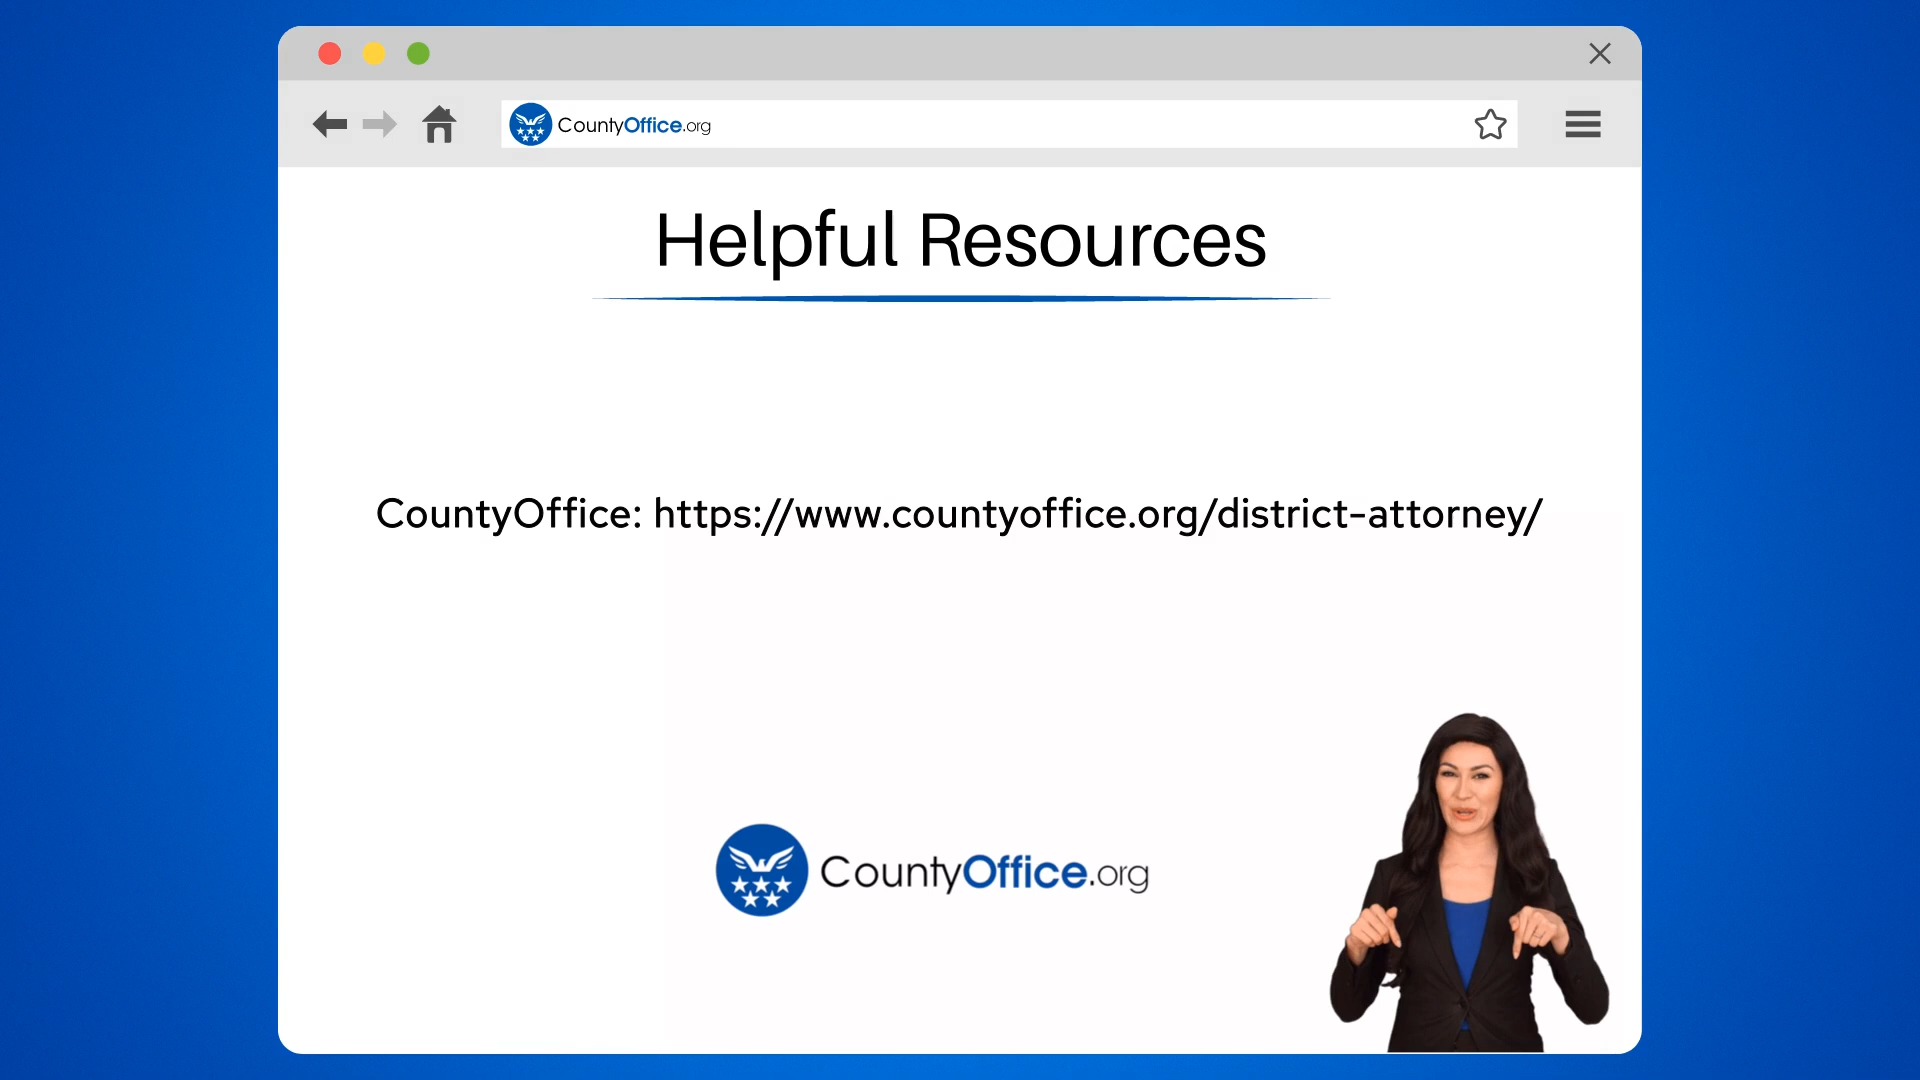 CountyOffice.org
Helpful Resources
CountyOffice: https://www.countyoffice.org/district-attorney/
CountyOffice.org